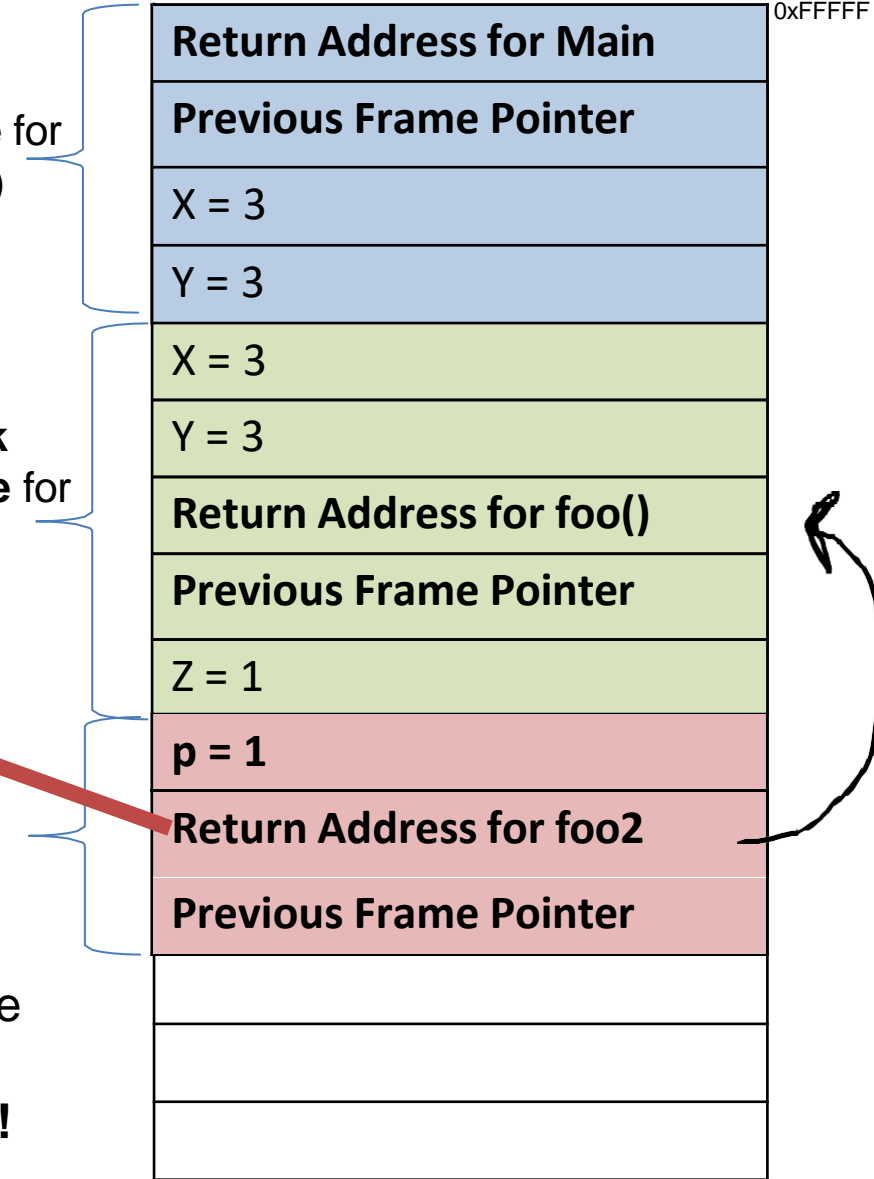 0xFFFFF
Return Address for Main
Previous Frame Pointer
e for
)
X = 3
Y = 3
X = 3
Y = 3
k
e for
Return Address for foo()
Previous Frame Pointer
Z = 1
p = 1
Return Address for foo2
Previous Frame Pointer
e
!